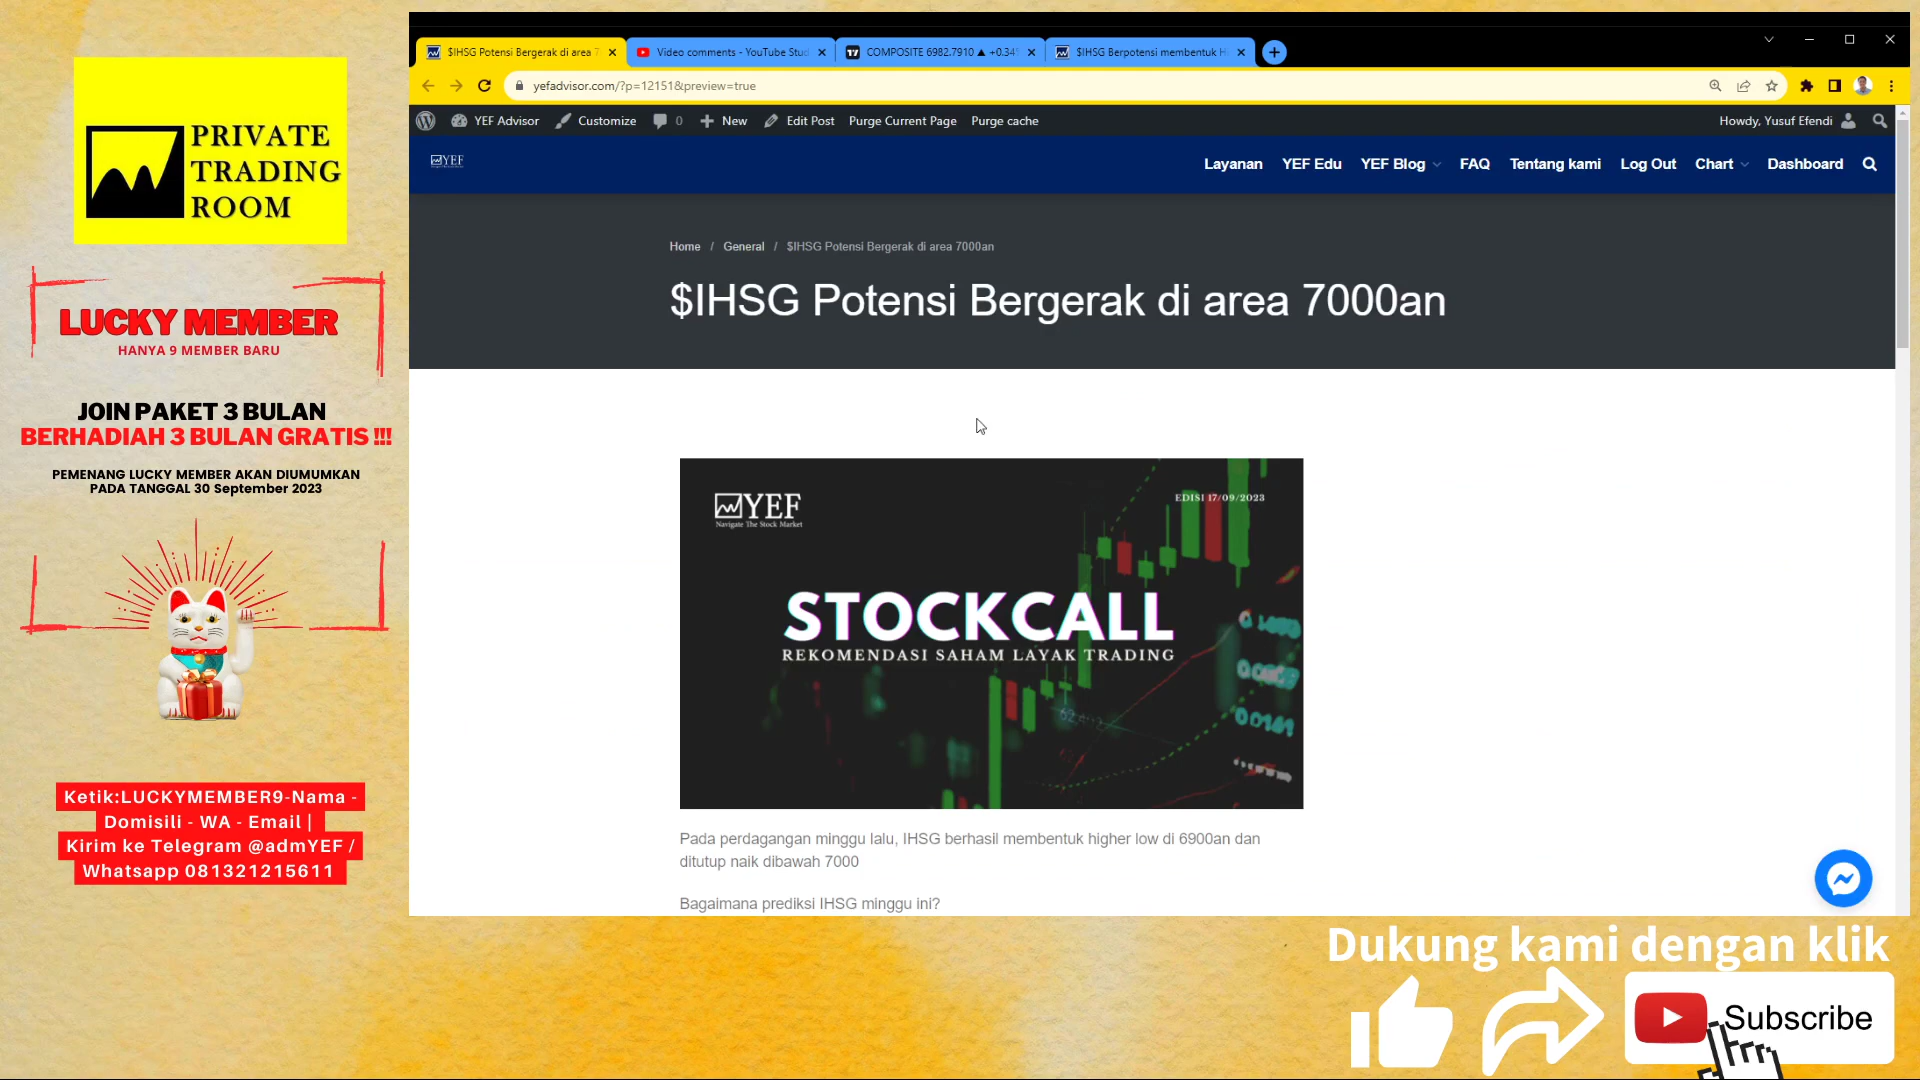 PRIVATE
TRADING
ROOM
LUCKY MEMBER
HANYA 9 MEMBER BARU
JOIN PAKET 3 BULAN
BERHADIAH 3 BULAN GRATIS !!!
PEMENANG LUCKY MEMBER AKAN DIUMUMKAN
PADA TANGGAL 30 September 2023
Ketik:LUCKYMEMBER9-Nama -
Domisili - WA - Email |
Kirim ke Telegram @admYEF /
Whatsapp 081321215611
$IHSG Potensi Bergerak di area 7
Video comments - YouTube Stud
COMPOSITE 6982.7910 ▲ +0.34%
$IHSG Berpotensi membentuk H
yefadvisor.com/?p=12151&preview=true
YEF Advisor Customize 0 New Edit Post Purge Current Page Purge cache Howdy, Yusuf Efendi
YEF Layanan YEF Edu YEF Blog FAQ Tentang kami Log Out Chart Dashboard
Home / General / $IHSG Potensi Bergerak di area 7000an
$IHSG Potensi Bergerak di area 7000an
YEF
Navigate The Stock Market
EDISI 17/09/2023
STOCKCALL
REKOMENDASI SAHAM LAYAK TRADING
Pada perdagangan minggu lalu, IHSG berhasil membentuk higher low di 6900an dan
ditutup naik dibawah 7000
Bagaimana prediksi IHSG minggu ini?
Dukung kami dengan klik
Subscribe